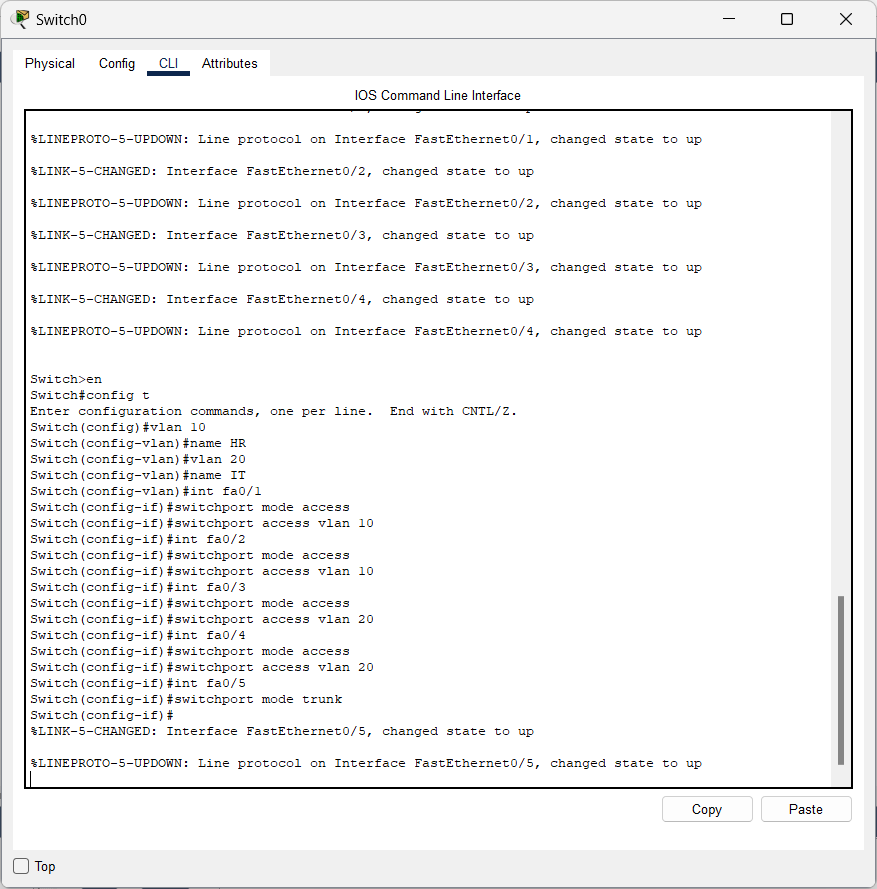 Switch0
Physical Config CLI Attributes
IOS Command Line Interface
%LINEPROTO-5-UPDOWN: Line protocol on Interface FastEthernet0/1, changed state to up
%LINK-5-CHANGED: Interface FastEthernet0/2, changed state to up
%LINEPROTO-5-UPDOWN: Line protocol on Interface FastEthernet0/2, changed state to up
%LINK-5-CHANGED: Interface FastEthernet0/3, changed state to up
%LINEPROTO-5-UPDOWN: Line protocol on Interface FastEthernet0/3, changed state to up
%LINK-5-CHANGED: Interface FastEthernet0/4, changed state to up
%LINEPROTO-5-UPDOWN: Line protocol on Interface FastEthernet0/4, changed state to up
Switch>en
Switch#config t
Enter configuration commands, one per line.  End with CNTL/Z.
Switch(config)#vlan 10
Switch(config-vlan)#name HR
Switch(config-vlan)#vlan 20
Switch(config-vlan)#name IT
Switch(config-vlan)#int fa0/1
Switch(config-if)#switchport mode access
Switch(config-if)#switchport access vlan 10
Switch(config-if)#int fa0/2
Switch(config-if)#switchport mode access
Switch(config-if)#switchport access vlan 10
Switch(config-if)#int fa0/3
Switch(config-if)#switchport mode access
Switch(config-if)#switchport access vlan 20
Switch(config-if)#int fa0/4
Switch(config-if)#switchport mode access
Switch(config-if)#switchport access vlan 20
Switch(config-if)#int fa0/5
Switch(config-if)#switchport mode trunk
Switch(config-if)#
%LINK-5-CHANGED: Interface FastEthernet0/5, changed state to up
%LINEPROTO-5-UPDOWN: Line protocol on Interface FastEthernet0/5, changed state to up
Copy Paste
Top